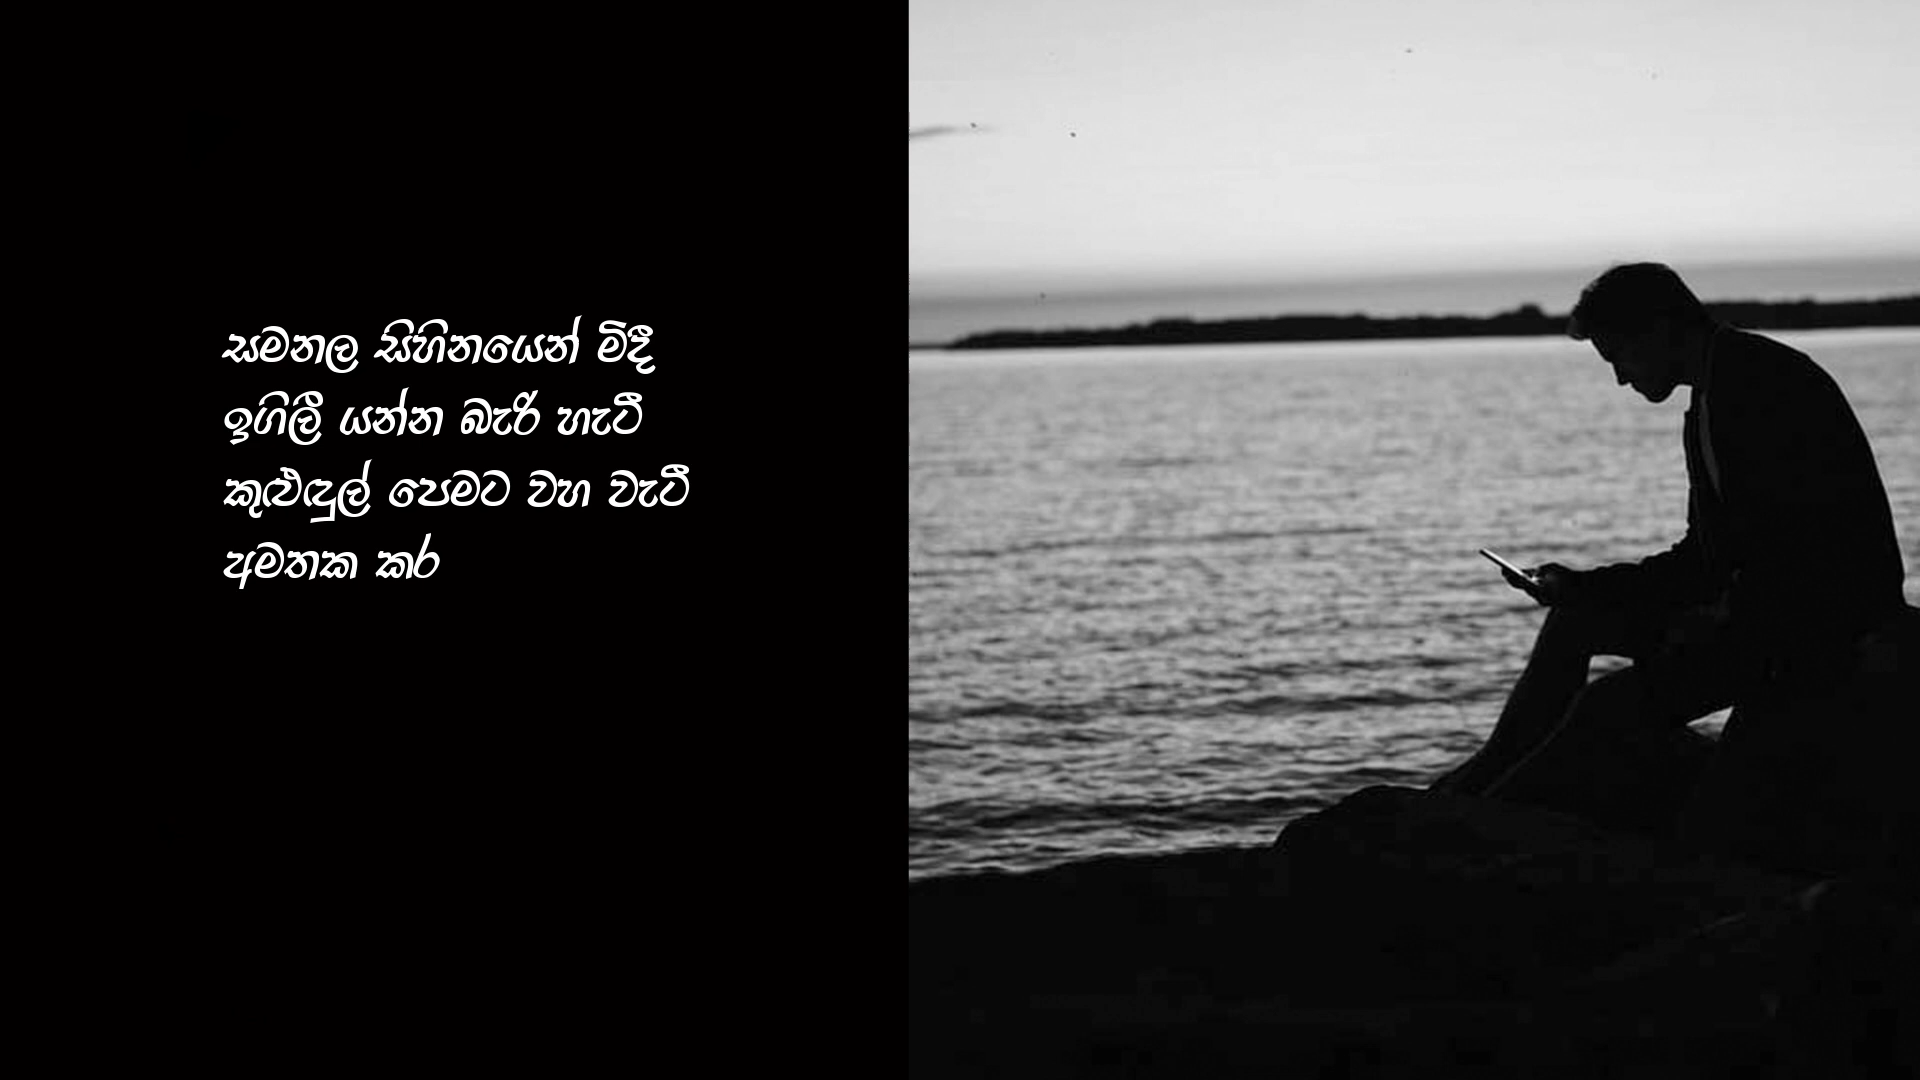 සමනල සිහිනයෙන් මිදී
ඉගිලී යන්න බැරි හැටී
කුළුඳුල් පෙමට වහ වැටී
අමතක කර